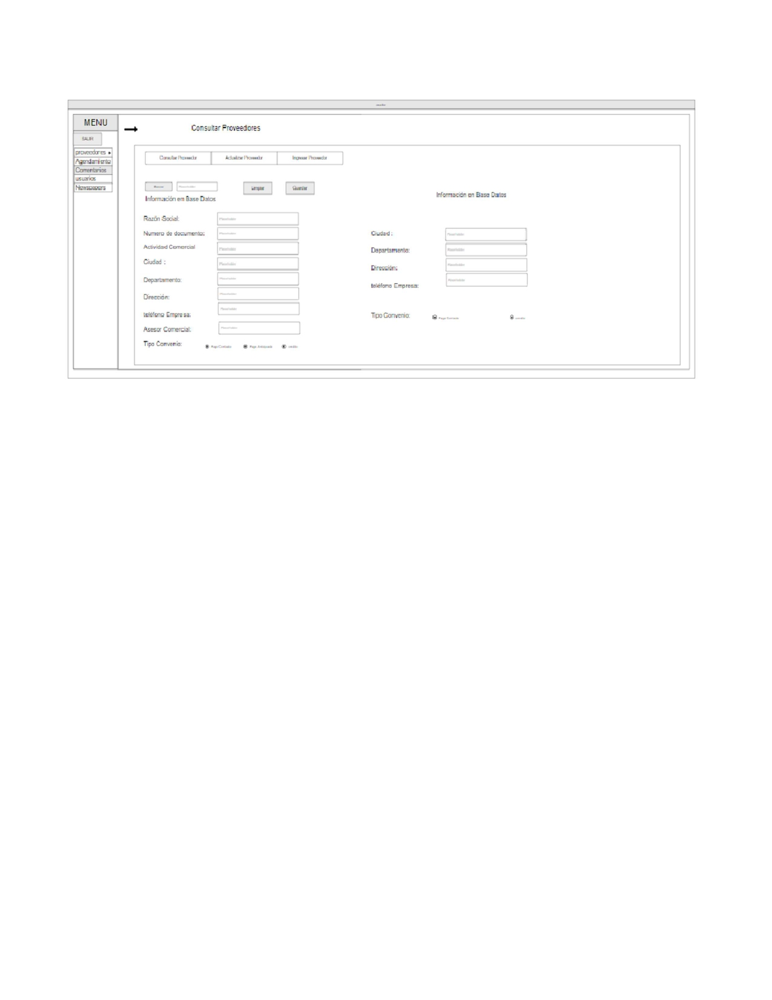 MENU
SALIR
proveedores
Agendamiento
Comentarios
usuarios
Newspapers
Consultar Proveedores
Consultar Proveedor Actualizar Proveedor Ingresar Proveedor
Placeholder Limpiar Guardar
Información em Base Datos
Razón Social: Placeholder
Numero de documento: Placeholder
Actividad Comercial Placeholder
Ciudad : Placeholder
Departamento: Placeholder
Dirección: Placeholder
teléfono Empresa: Placeholder
Asesor Comercial: Placeholder
Tipo Convenio: Pago Contado Pago Anticipado credito
Información en Base Datos
Ciudad : Placeholder
Departamento: Placeholder
Dirección: Placeholder
teléfono Empresa: Placeholder
Tipo Convenio: Pago Contado credito